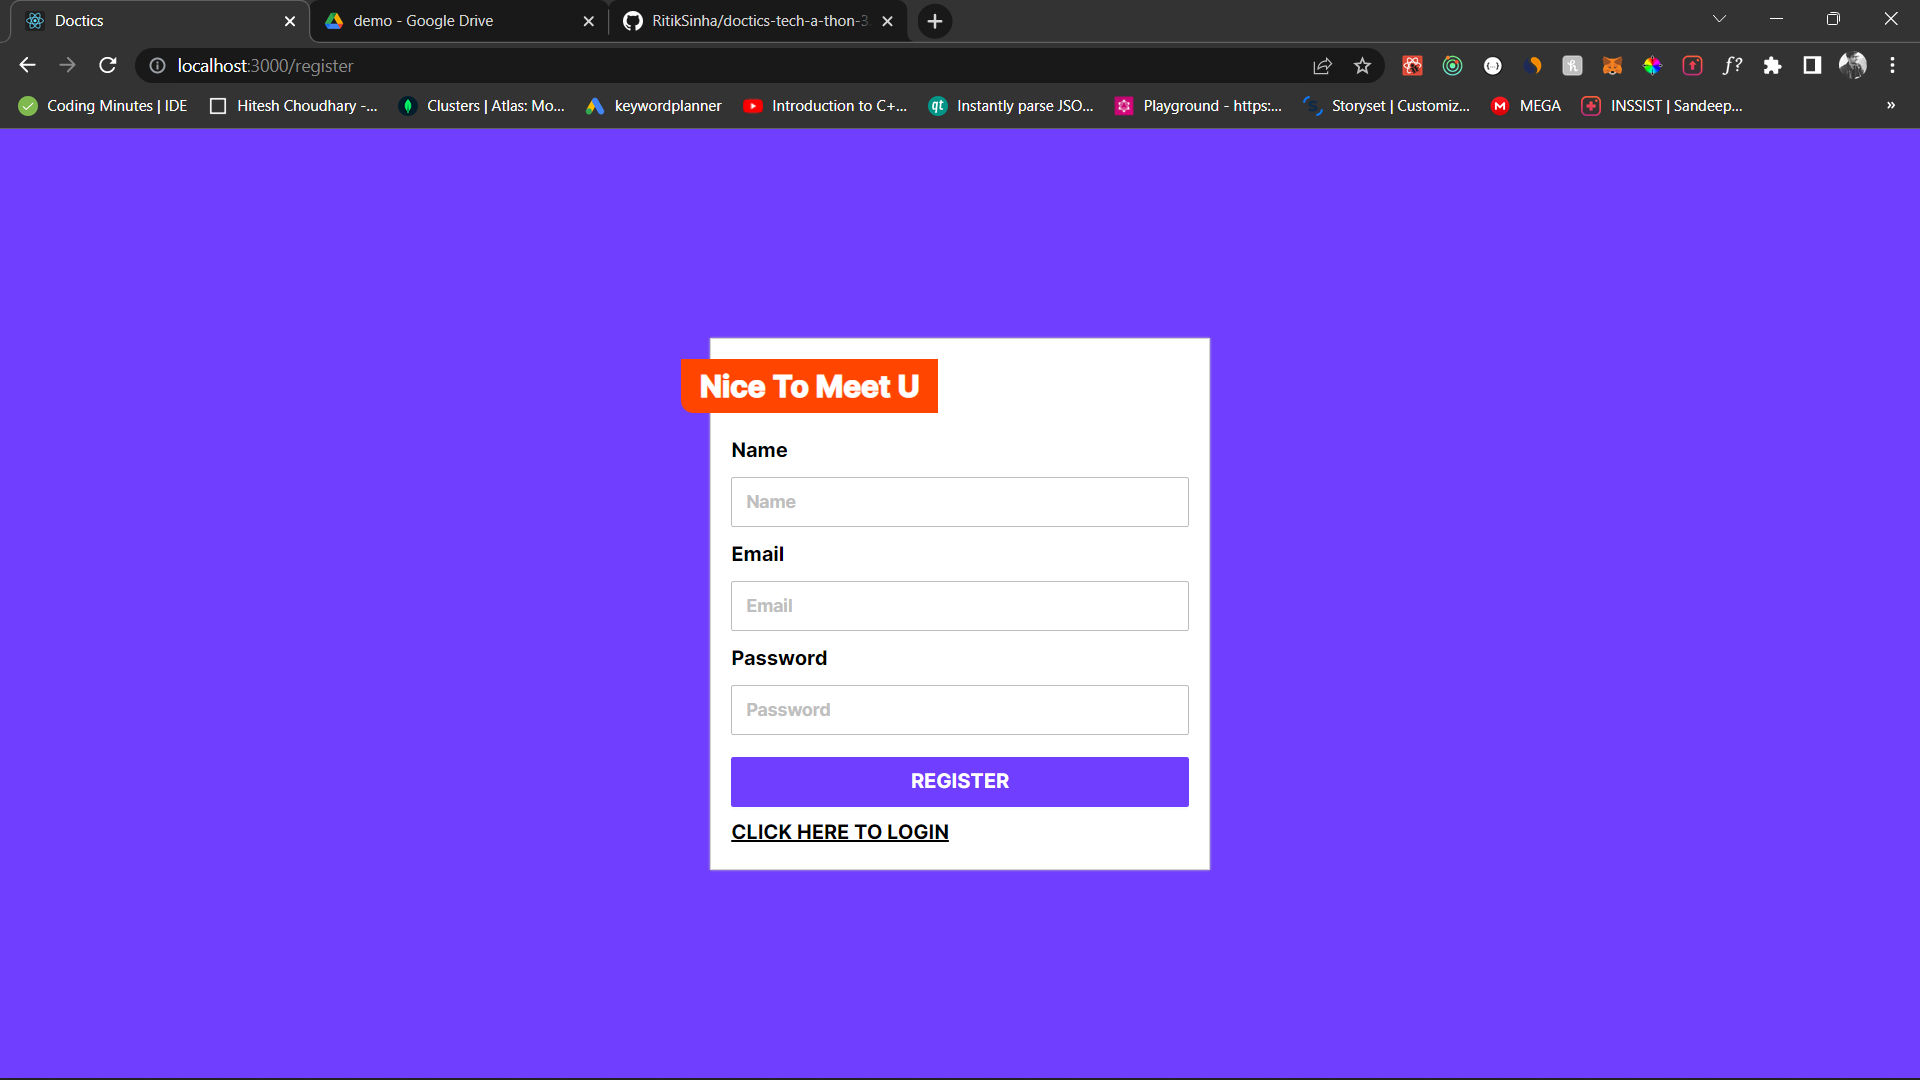 Doctics
demo - Google Drive
RitikSinha/doctics-tech-a-thon-3
localhost:3000/register
f?
Coding Minutes | IDE
Hitesh Choudhary -...
Clusters | Atlas: Mo...
keywordplanner
Introduction to C+...
qt
Instantly parse JSO...
Playground - https:...
Storyset | Customiz...
M
MEGA
INSSIST | Sandeep...
»
Nice To Meet U
Name
Name
Email
Email
Password
Password
REGISTER
CLICK HERE TO LOGIN